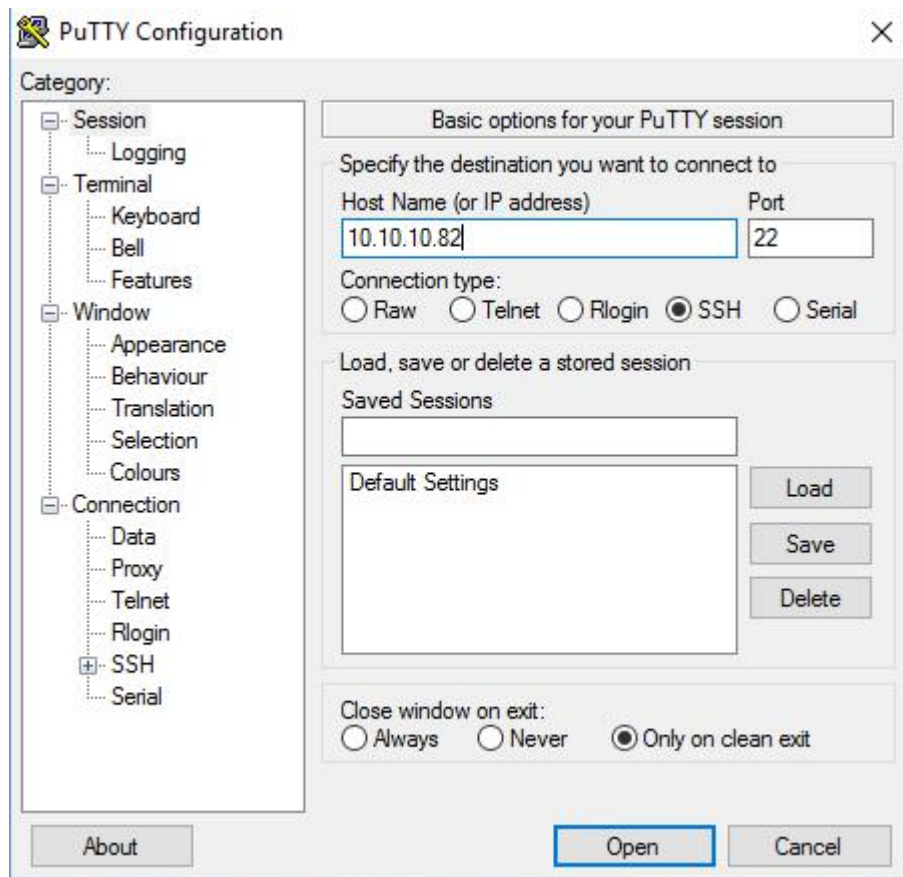 PuTTY Configuration
Category:
Session
Logging
Terminal
Keyboard
Bell
Features
Window
Appearance
Behaviour
Translation
Selection
Colours
Connection
Data
Proxy
Telnet
Rlogin
SSH
Serial
Basic options for your PuTTY session
Specify the destination you want to connect to
Host Name (or IP address) Port
10.10.10.82 22
Connection type:
Raw Telnet Rlogin SSH Serial
Load, save or delete a stored session
Saved Sessions
Default Settings
Load
Save
Delete
Close window on exit:
Always Never Only on clean exit
About Open Cancel